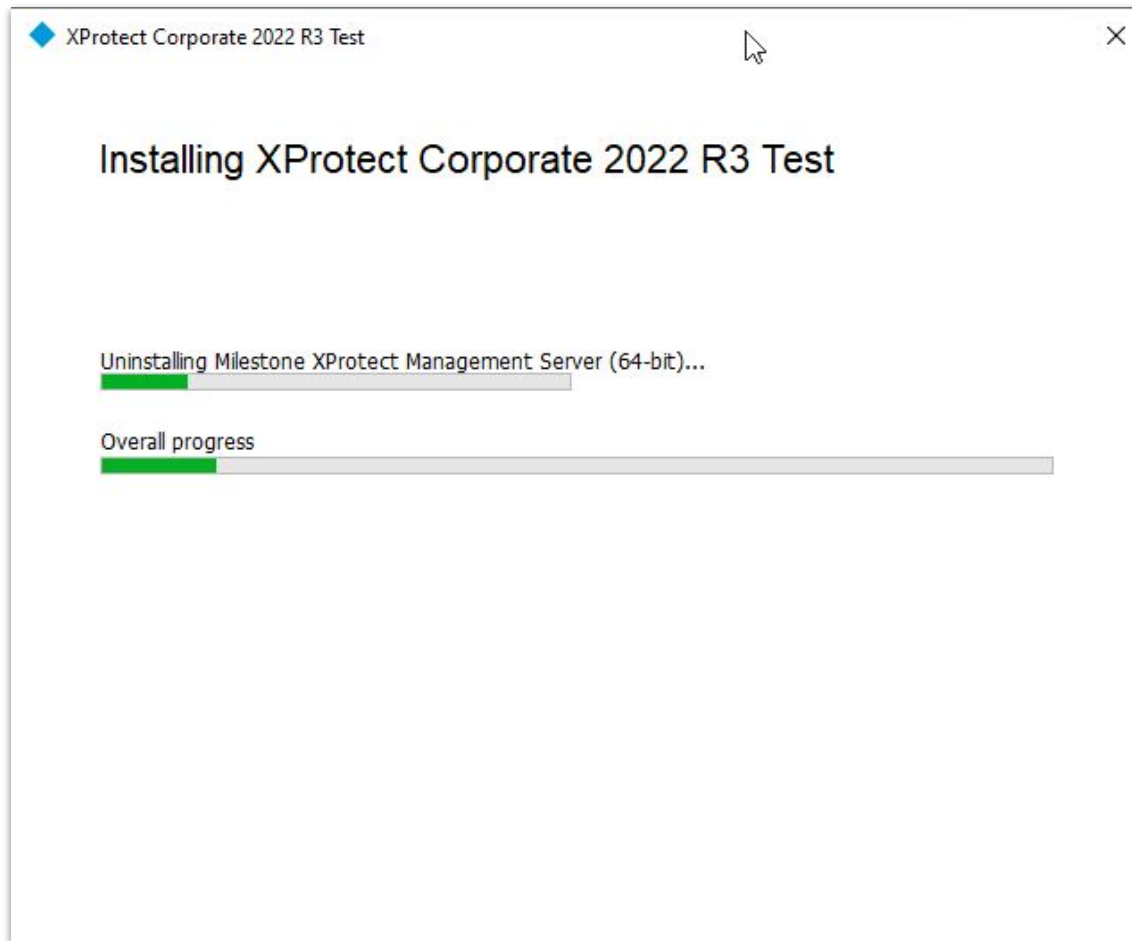 XProtect Corporate 2022 R3 Test
Installing XProtect Corporate 2022 R3 Test
Uninstalling Milestone XProtect Management Server (64-bit)...
Overall progress